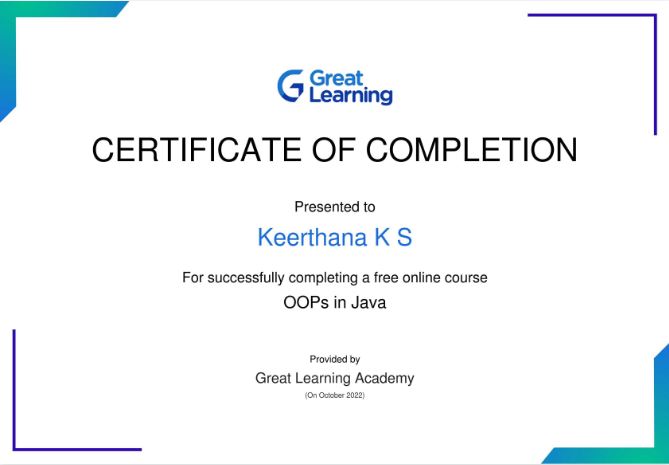 Great
Learning
CERTIFICATE OF COMPLETION
Presented to
Keerthana K S
For successfully completing a free online course
OOPs in Java
Provided by
Great Learning Academy
(On October 2022)